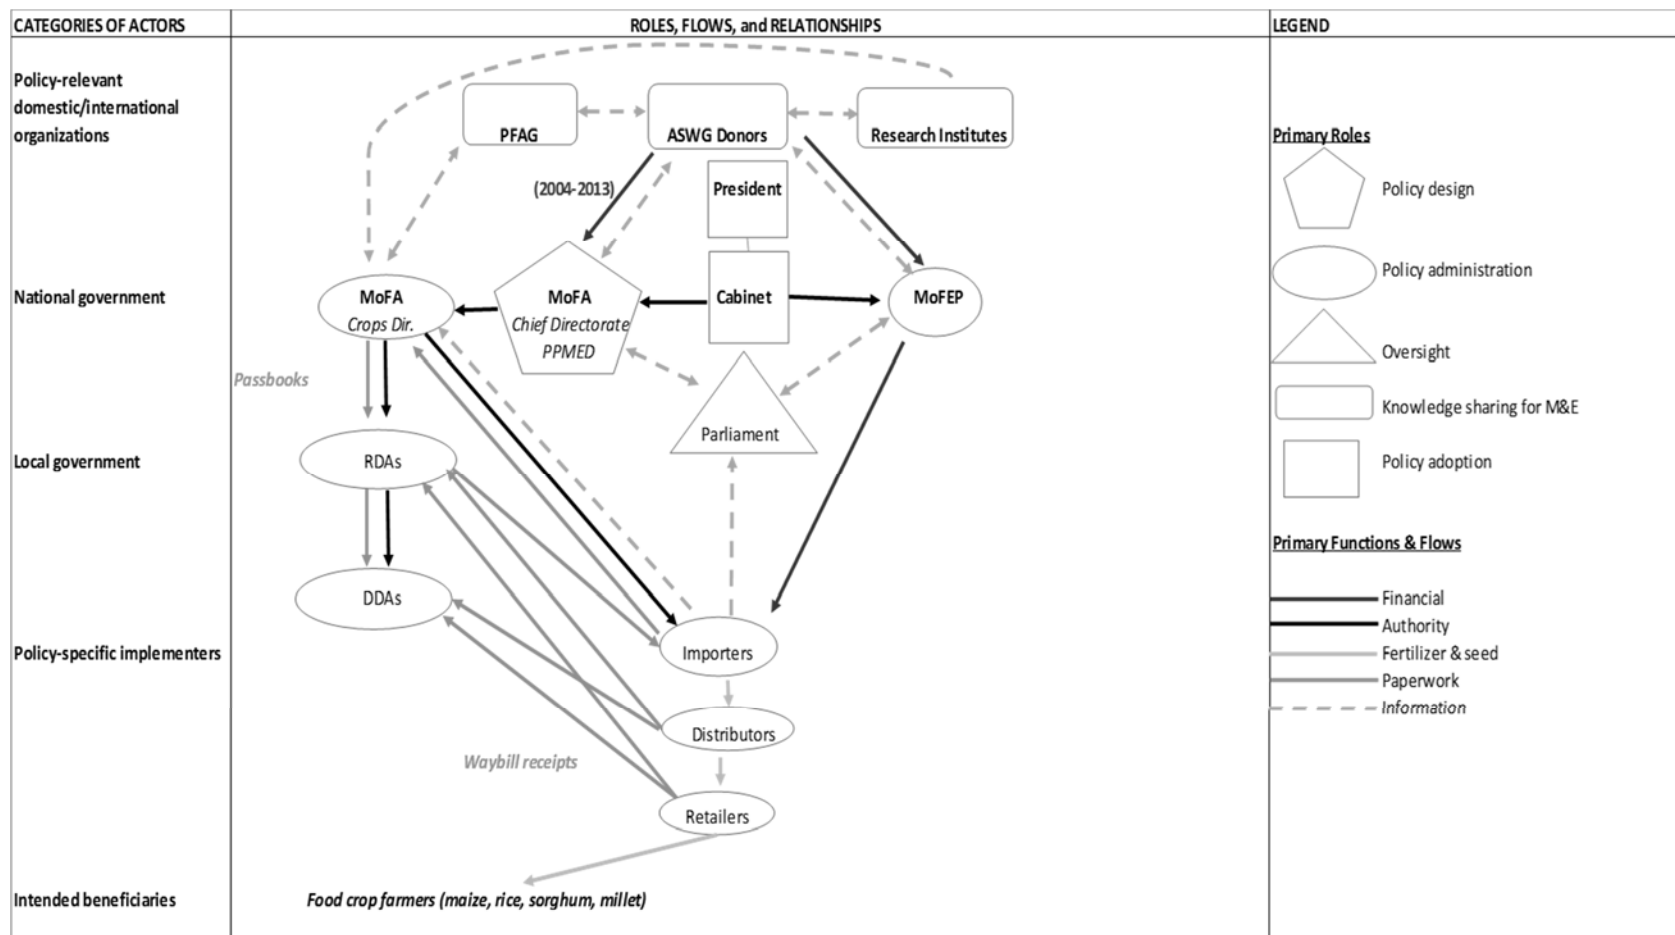 CATEGORIES OF ACTORS
ROLES, FLOWS, and RELATIONSHIPS
LEGEND
Policy-relevant
domestic/international
organizations
PFAG
ASWG Donors
Research Institutes
(2004-2013)
President
National government
MoFA
Crops Dir.
MoFA
Chief Directorate
PPMED
Cabinet
MoFEP
Passbooks
Parliament
Local government
RDAs
DDAs
Policy-specific implementers
Importers
Distributors
Waybill receipts
Retailers
Intended beneficiaries
Food crop farmers (maize, rice, sorghum, millet)
Primary Roles
Policy design
Policy administration
Oversight
Knowledge sharing for M&E
Policy adoption
Primary Functions & Flows
Financial
Authority
Fertilizer & seed
Paperwork
Information